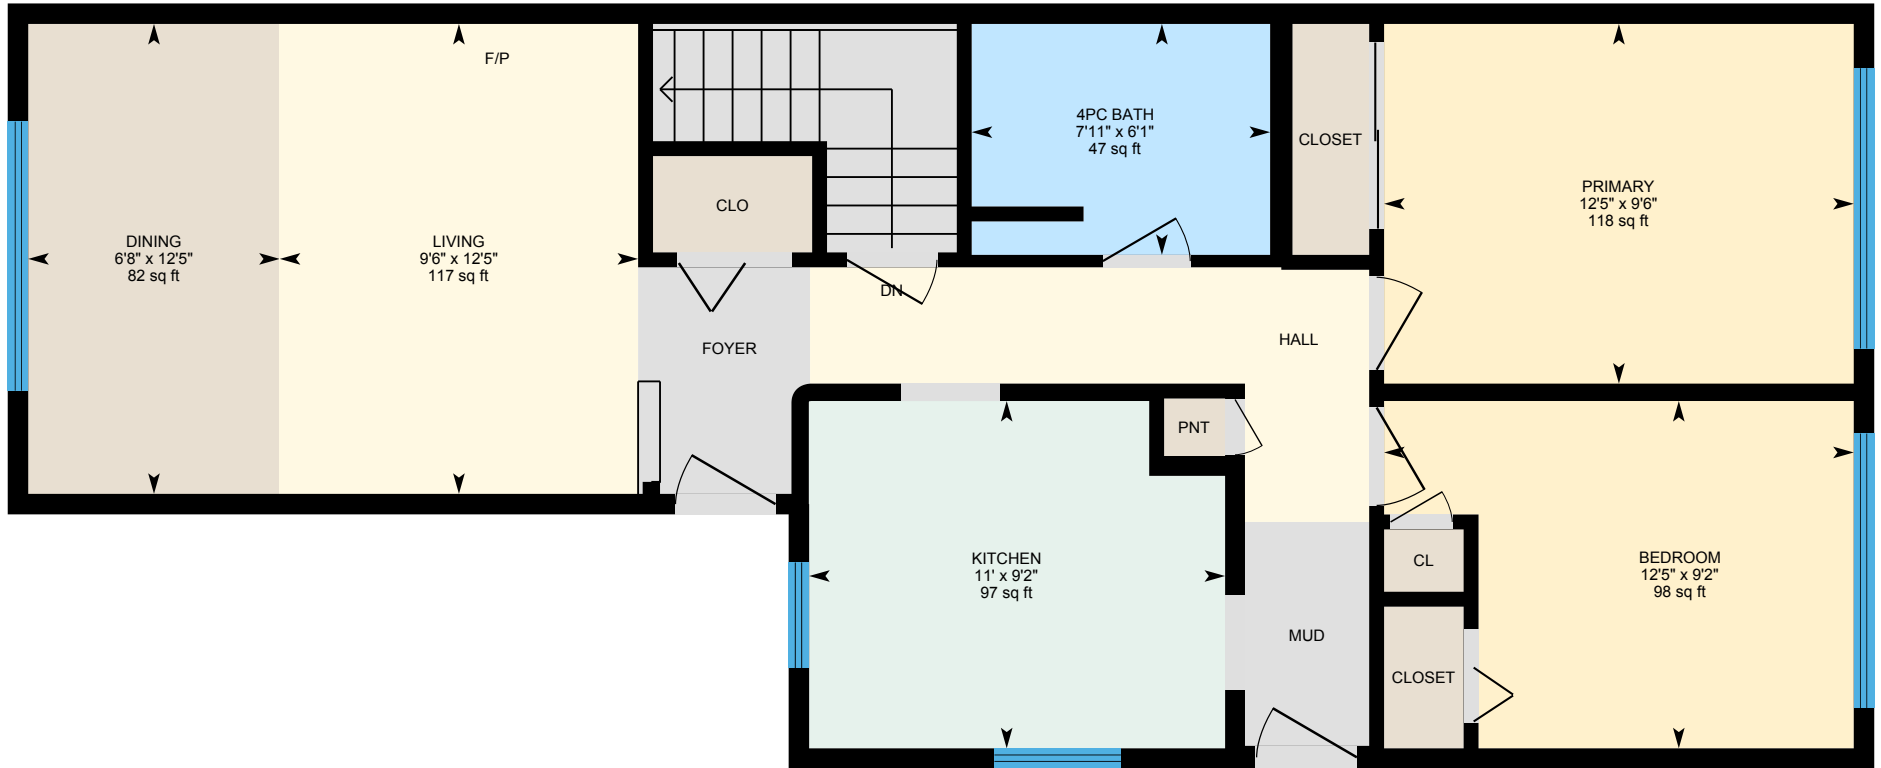 F/P
DINING
6'8" x 12'5"
82 sq ft
LIVING
9'6" x 12'5"
117 sq ft
CLO
4PC BATH
7'11" x 6'1"
47 sq ft
CLOSET
PRIMARY
12'5" x 9'6"
118 sq ft
DN
FOYER
HALL
PNT
KITCHEN
11' x 9'2"
97 sq ft
MUD
CL
CLOSET
BEDROOM
12'5" x 9'2"
98 sq ft